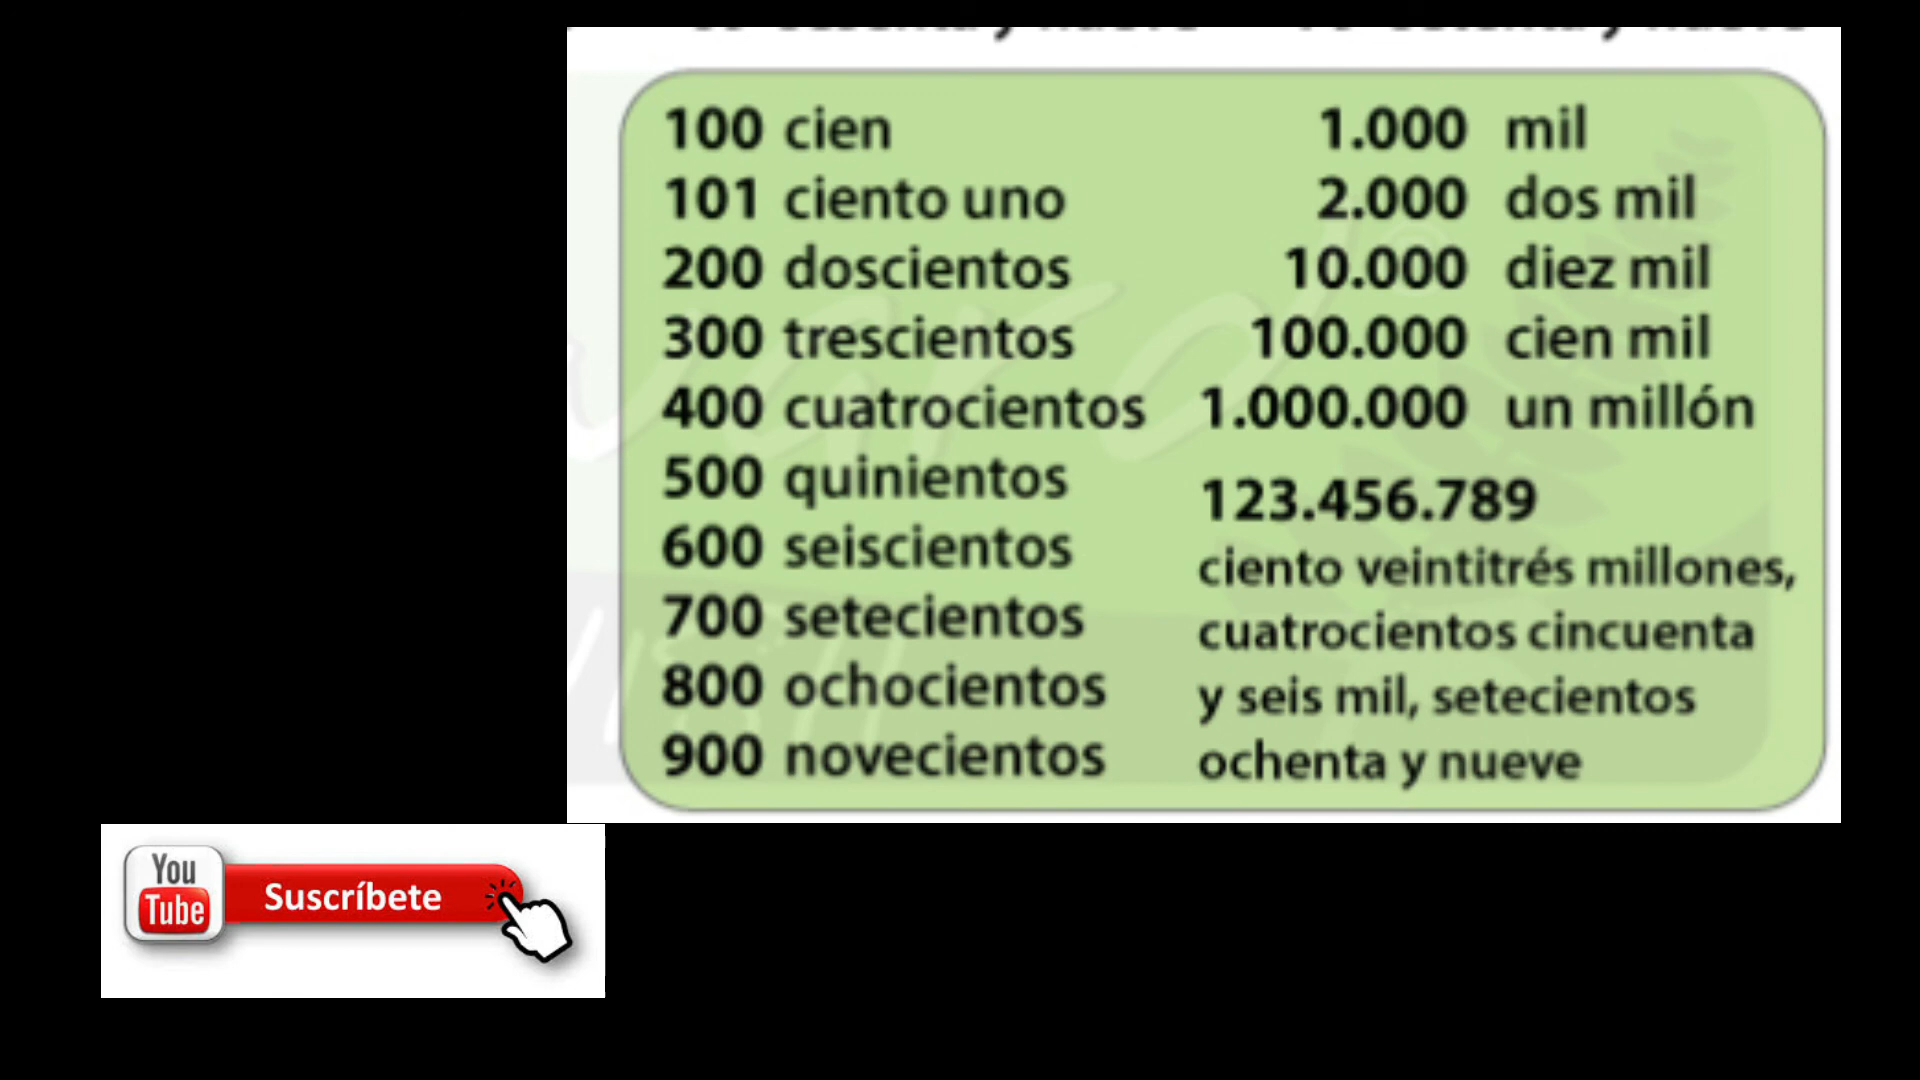 100 cien
101 ciento uno
200 doscientos
300 trescientos
400 cuatrocientos
500 quinientos
600 seiscientos
700 setecientos
800 ochocientos
900 novecientos
1.000 mil
2.000 dos mil
10.000 diez mil
100.000 cien mil
1.000.000 un millón
123.456.789
ciento veintitrés millones,
cuatrocientos cincuenta
y seis mil, setecientos
ochenta y nueve
You
Tube
Suscríbete